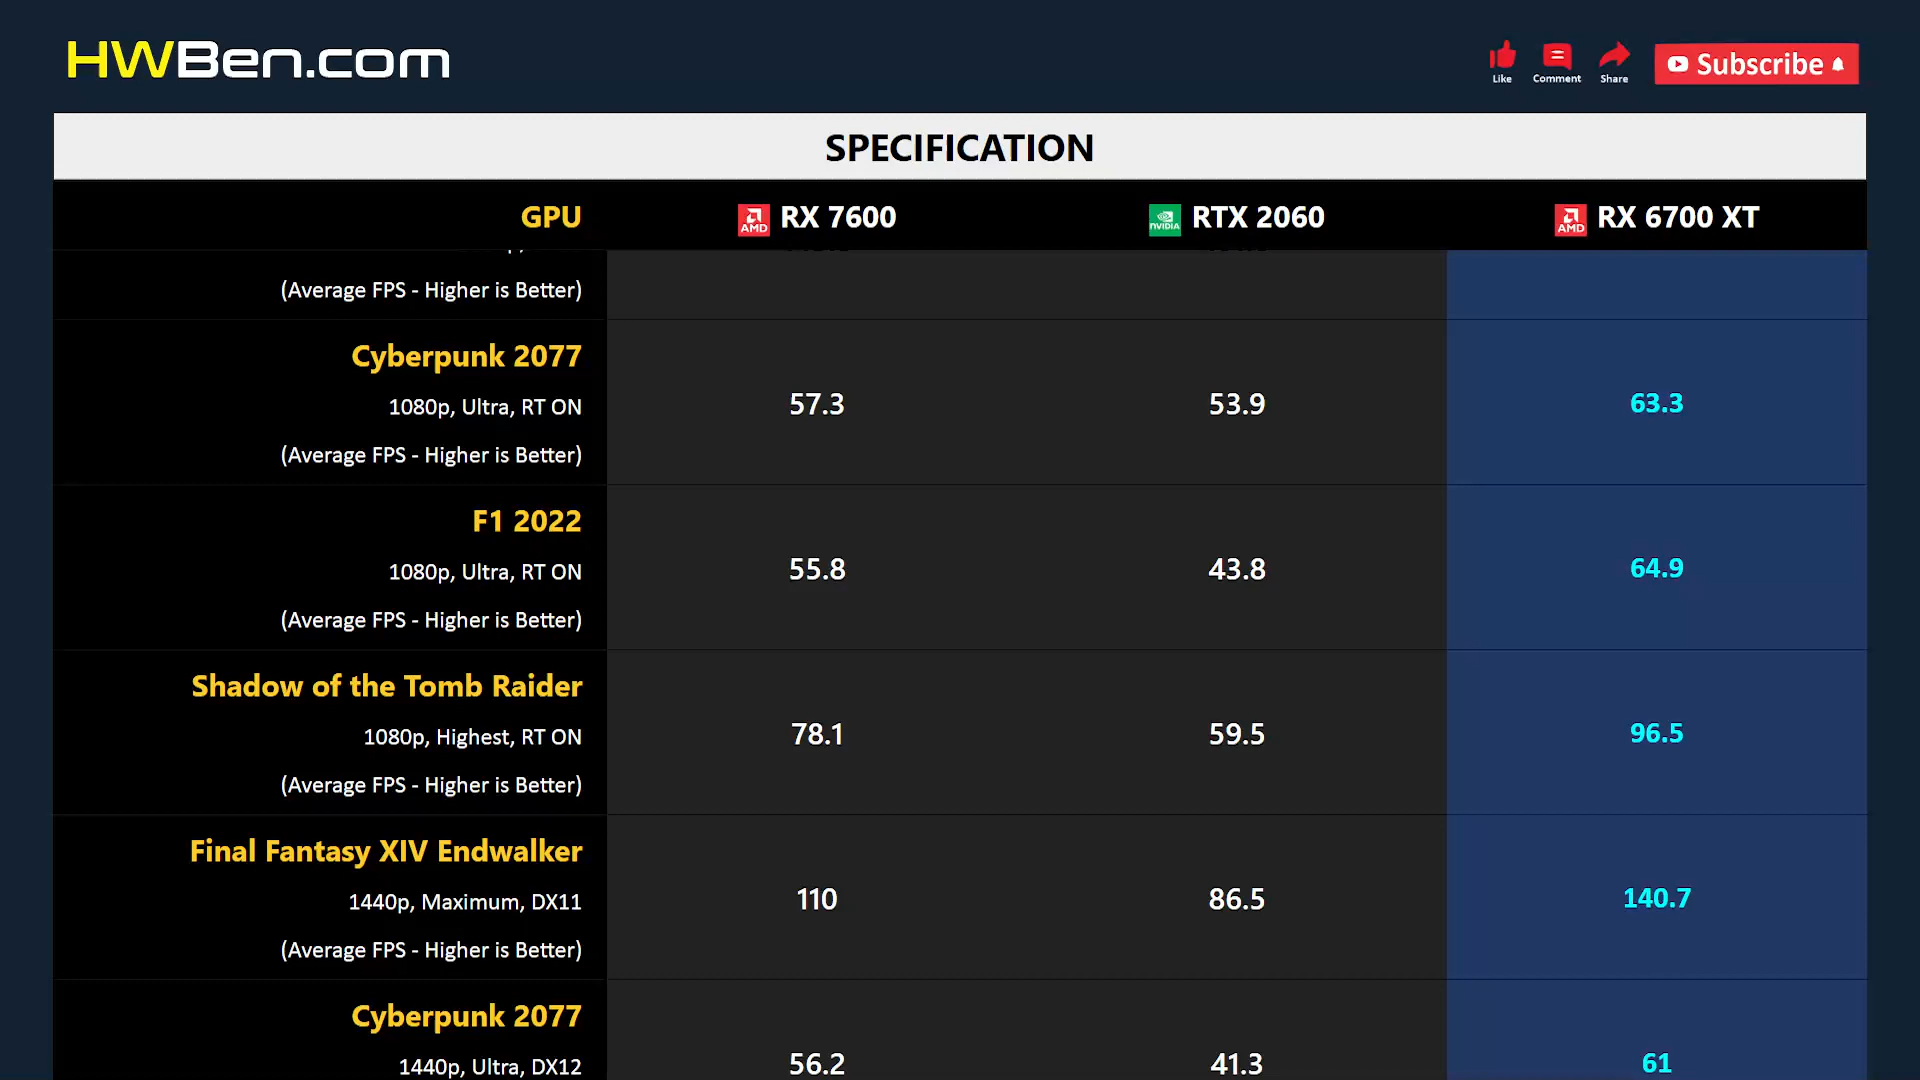 HWBen.com
Like
Comment
Share
Subscribe
SPECIFICATION
GPU
AMD RX 7600
NVIDIA RTX 2060
AMD RX 6700 XT
(Average FPS - Higher is Better)
Cyberpunk 2077
1080p, Ultra, RT ON
(Average FPS - Higher is Better)
57.3
53.9
63.3
F1 2022
1080p, Ultra, RT ON
(Average FPS - Higher is Better)
55.8
43.8
64.9
Shadow of the Tomb Raider
1080p, Highest, RT ON
(Average FPS - Higher is Better)
78.1
59.5
96.5
Final Fantasy XIV Endwalker
1440p, Maximum, DX11
(Average FPS - Higher is Better)
110
86.5
140.7
Cyberpunk 2077
1440p, Ultra, DX12
56.2
41.3
61